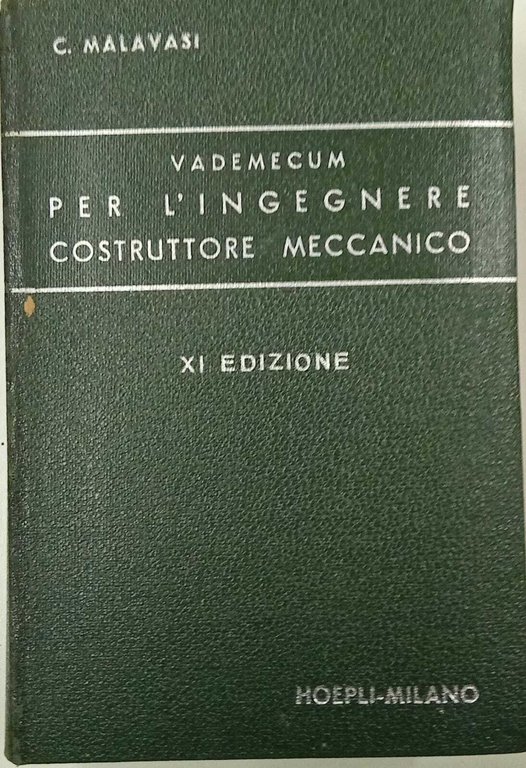 C. MALAVASI
VADEMECUM
PER L'INGEGNERE
COSTRUTTORE MECCANICO
XI EDIZIONE
HOEPLI-MILANO